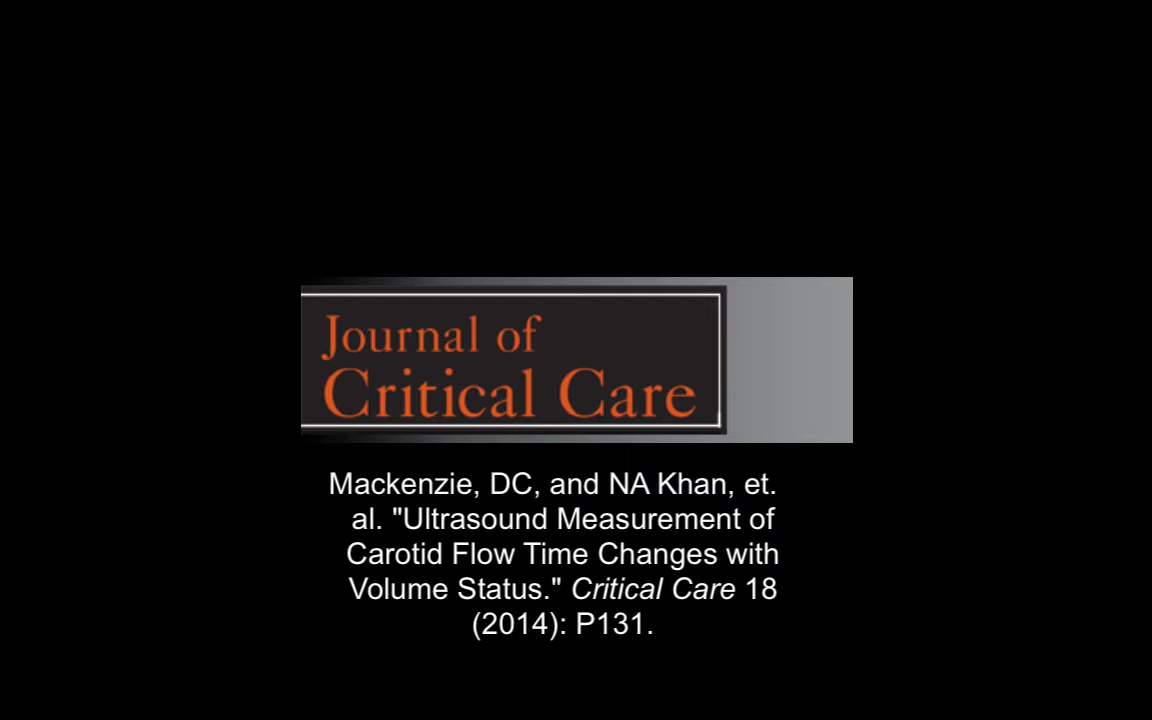 Journal of
Critical Care
Mackenzie, DC, and NA Khan, et.
al. "Ultrasound Measurement of
Carotid Flow Time Changes with
Volume Status." Critical Care 18
(2014): P131.